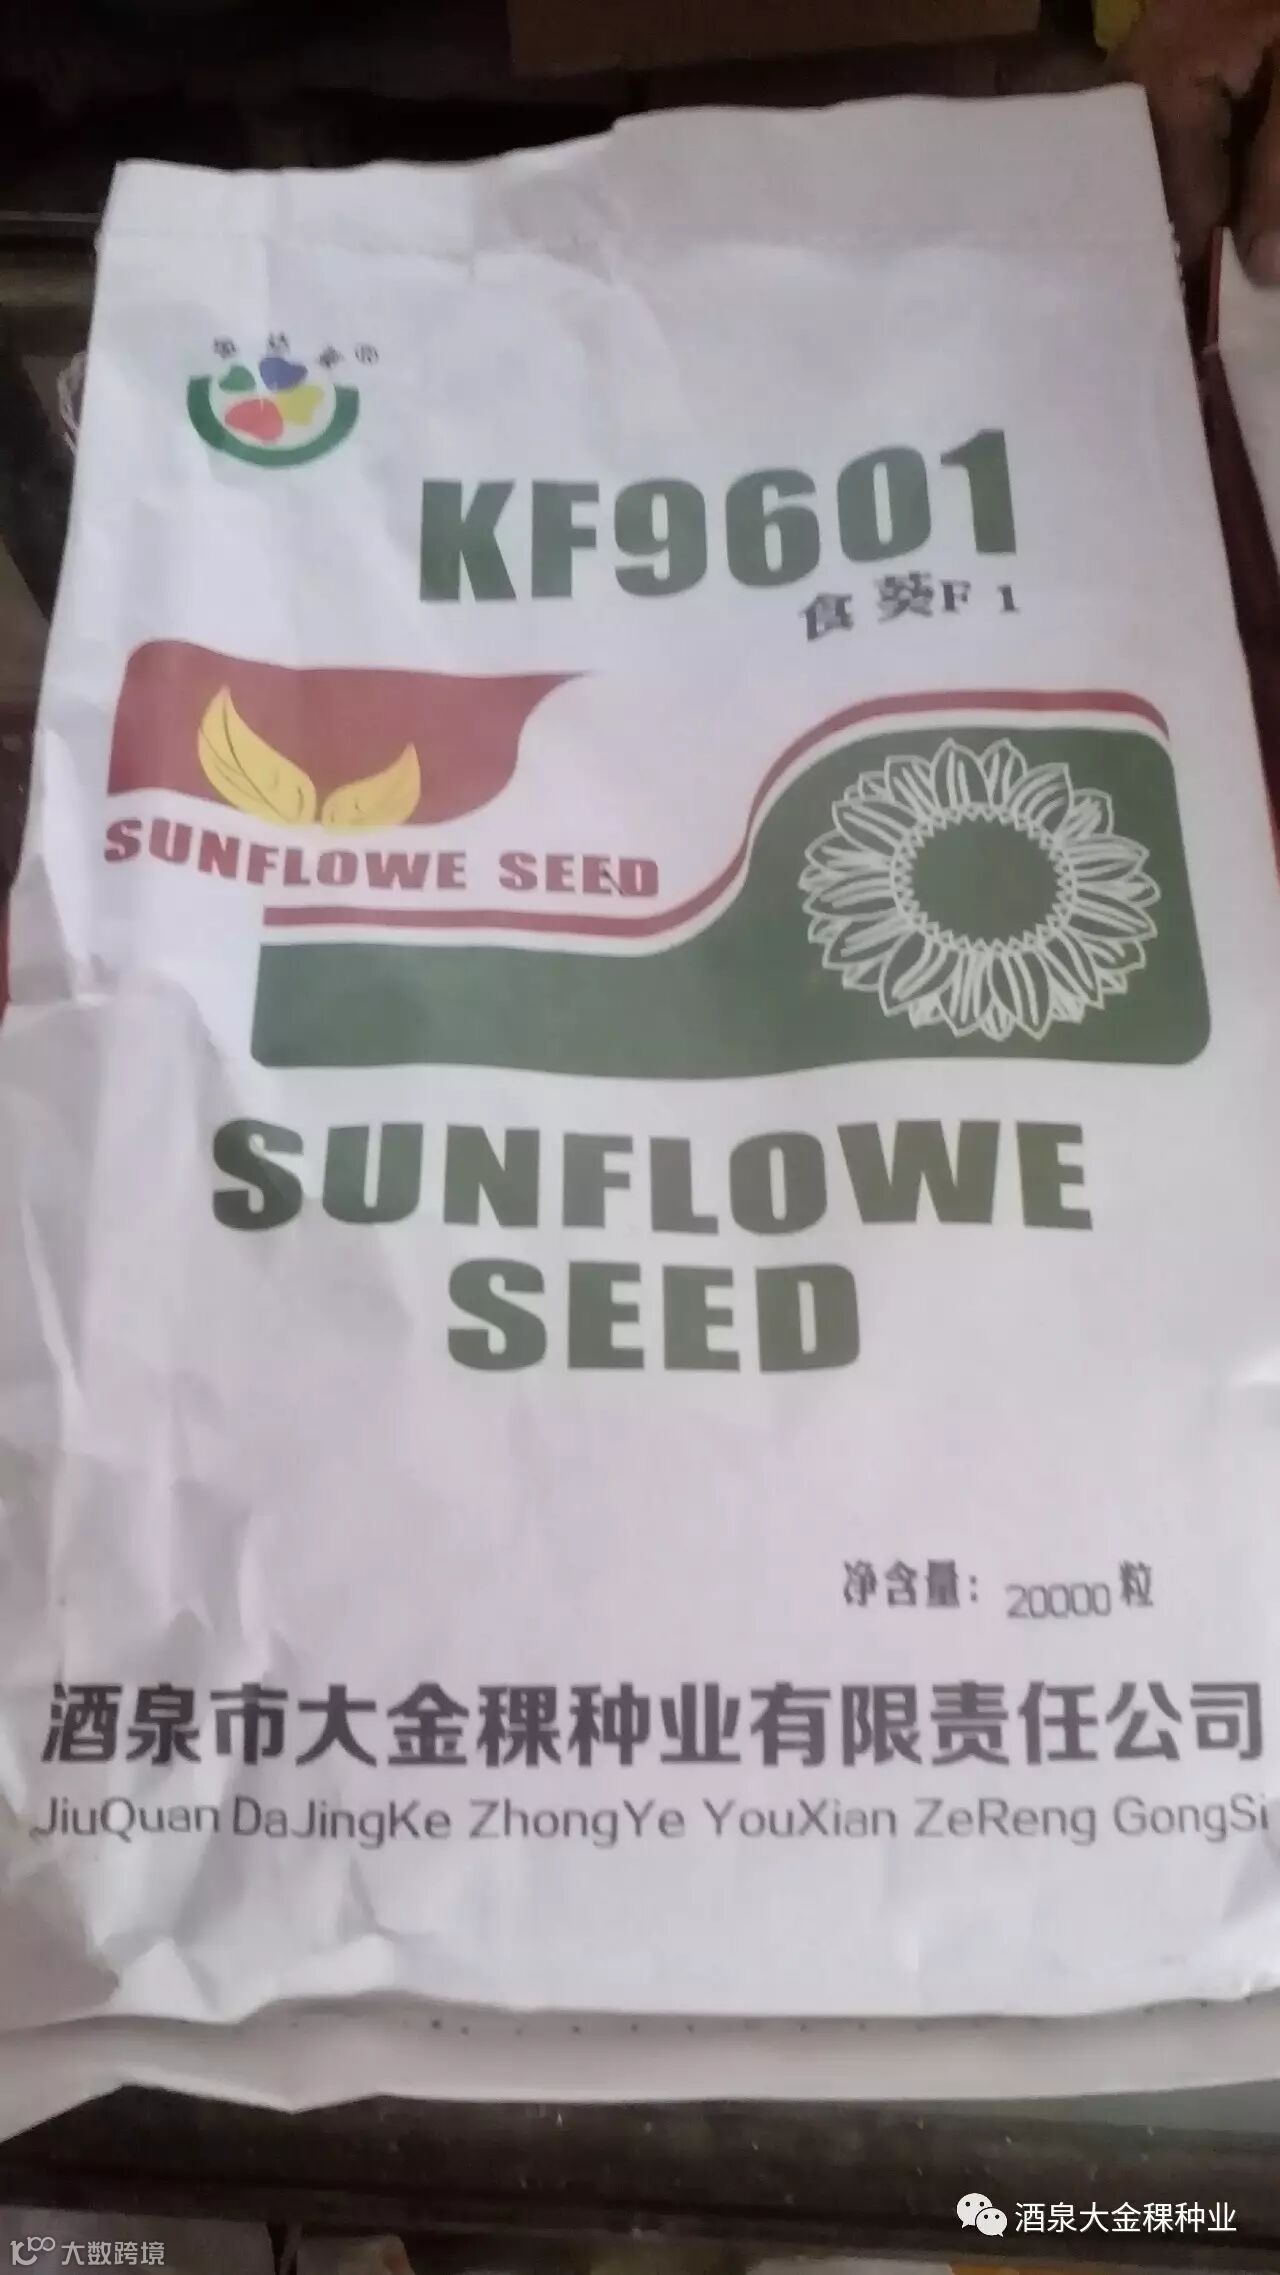 KF9601
食葵F1
SUNFLOWE SEED
SUNFLOWE
SEED
净含量：20000粒
酒泉市大金稞种业有限责任公司
JiuQuan DaJingKe ZhongYe YouXian ZeReng GongSi
酒泉大金稞种业
大数跨境